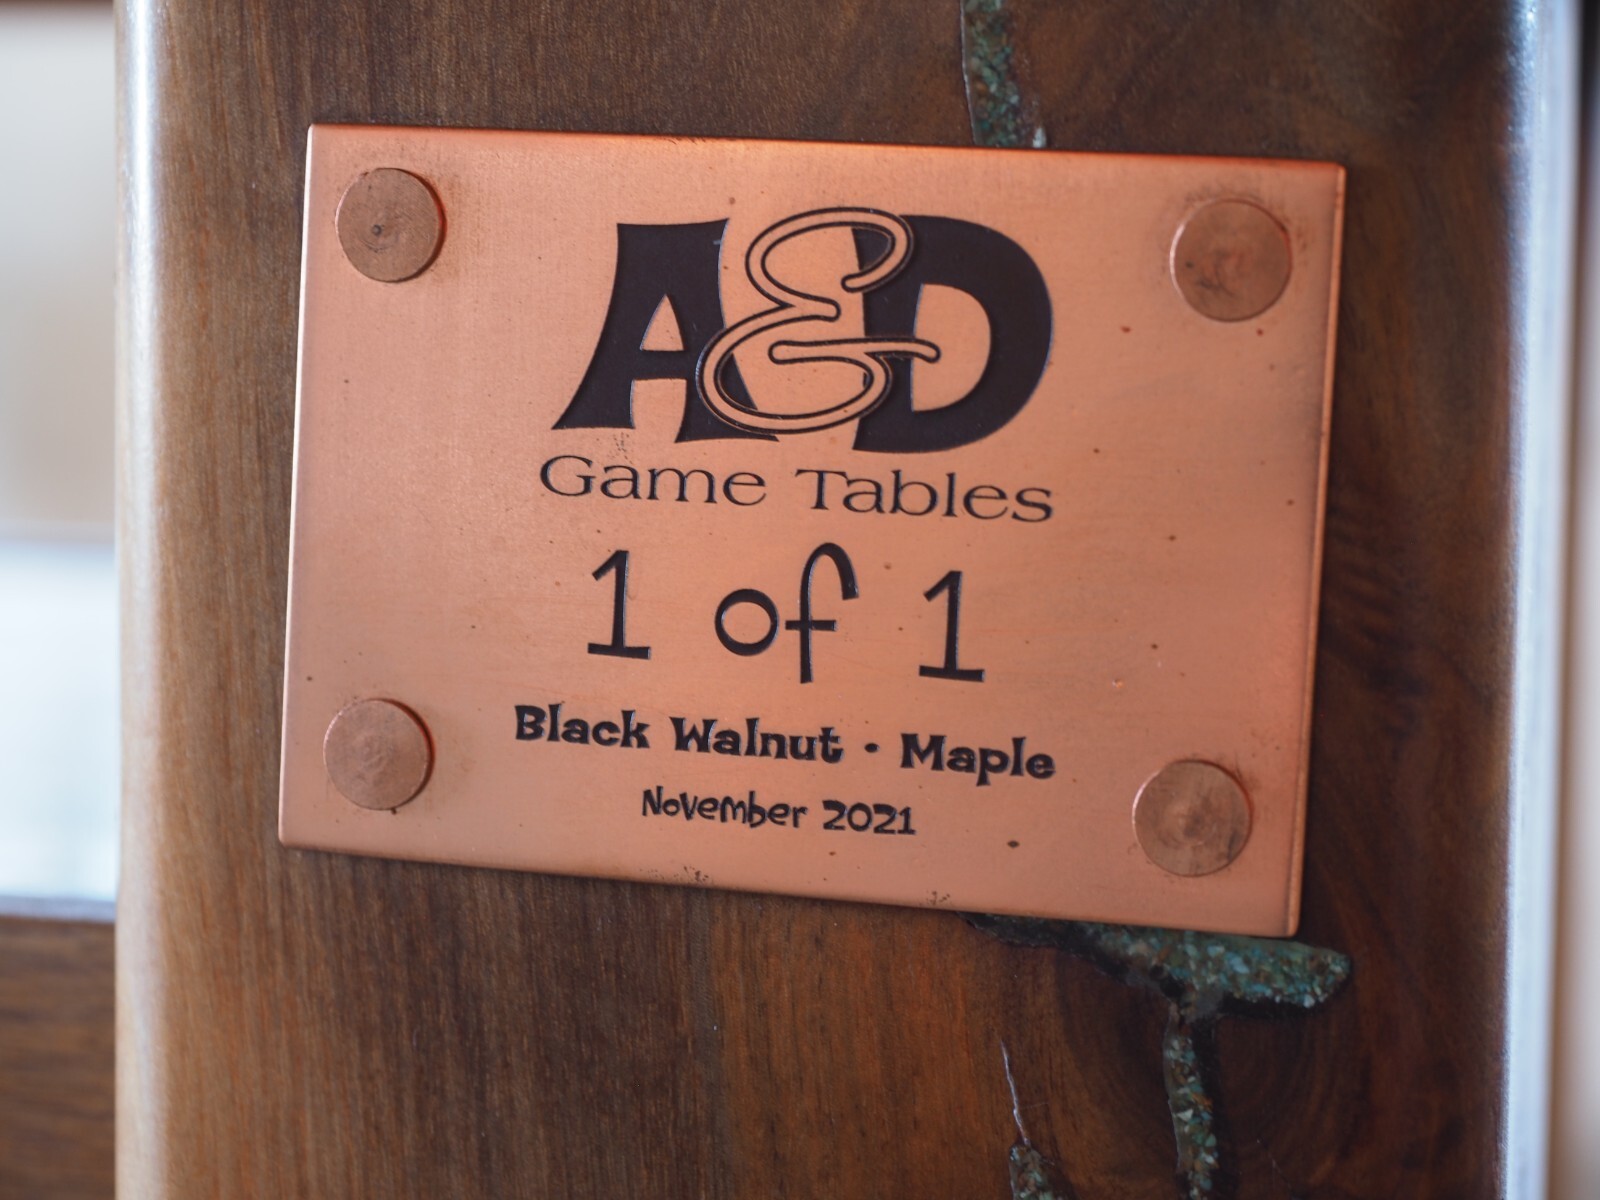 A&D
Game Tables
1 of 1
Black Walnut · Maple
November 2021